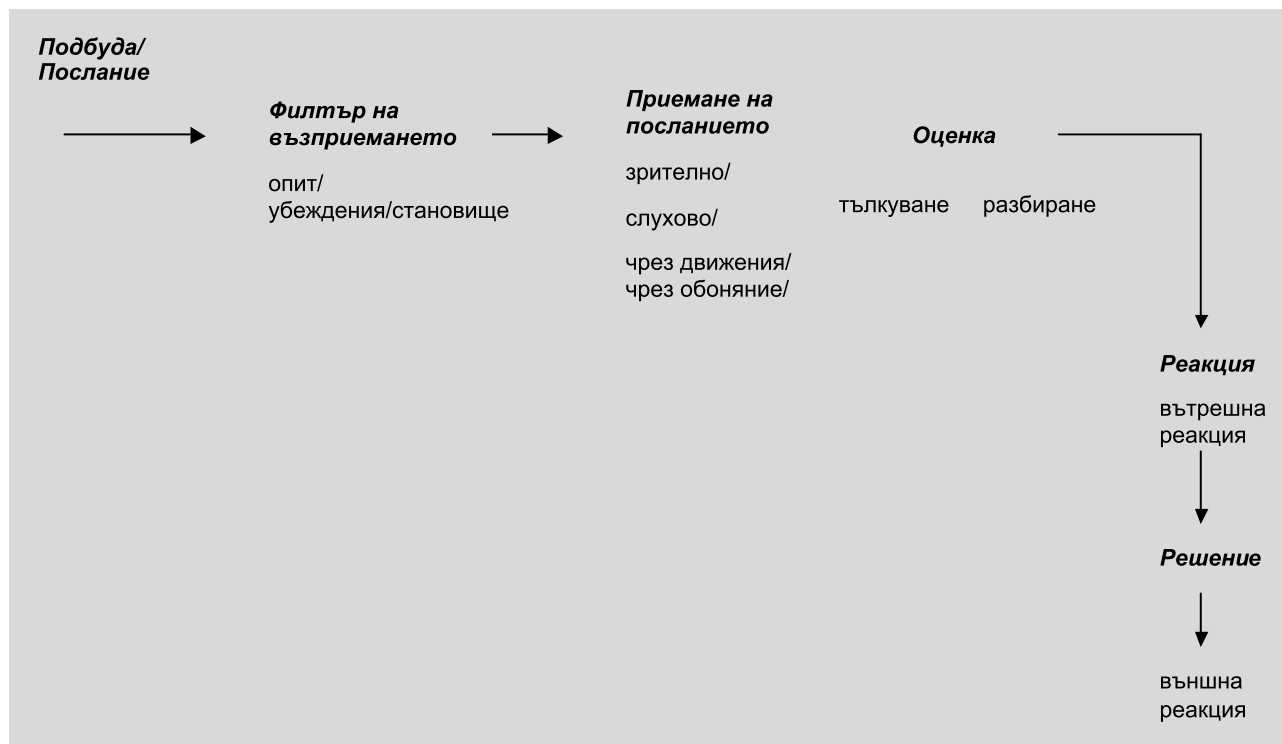 Подбуда/
Послание
Филтър на
възприемането
опит/
убеждения/становище
Приемане на
посланието
зрително/
слухово/
чрез движения/
чрез обоняние/
Оценка
тълкуване разбиране
Реакция
вътрешна
реакция
Решение
външна
реакция